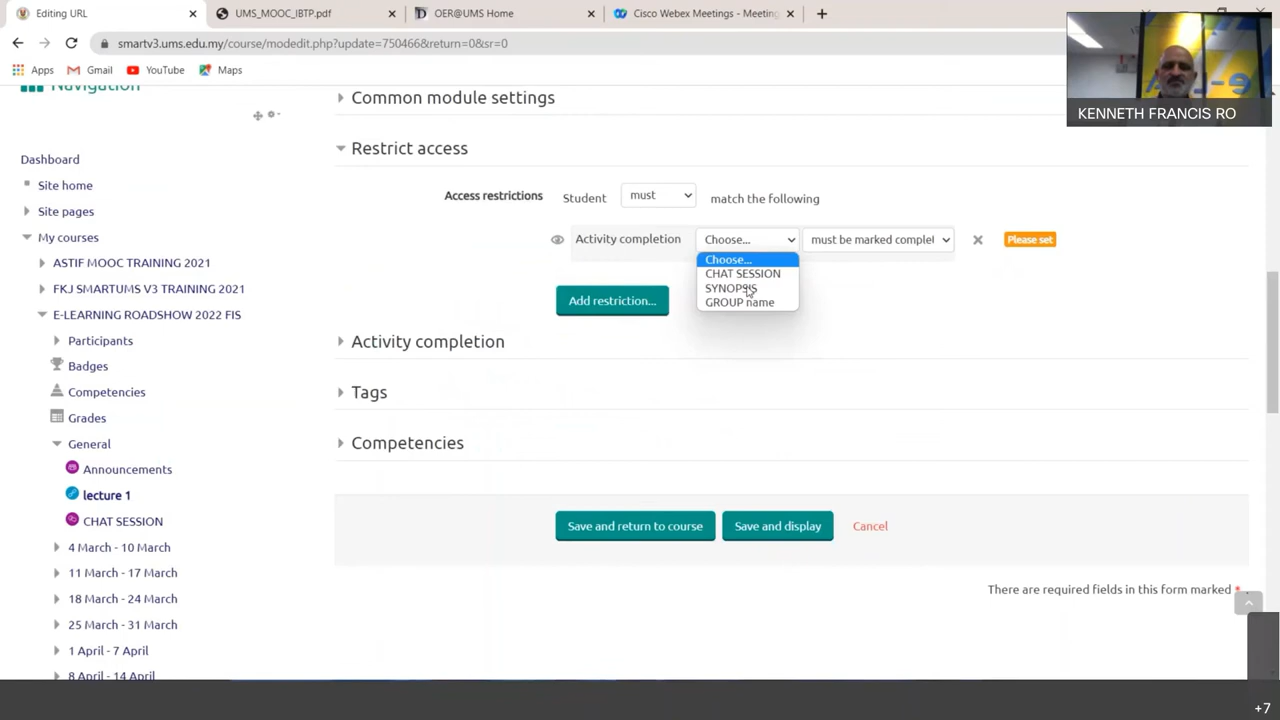 Editing URL
UMS_MOOC_IBTP.pdf
OER@UMS Home
Cisco Webex Meetings - Meeting
smartv3.ums.edu.my/course/modedit.php?update=750466&return=0&sr=0
Apps
Gmail
YouTube
Maps
KENNETH FRANCIS RO
Navigation
Dashboard
Site home
Site pages
My courses
ASTIF MOOC TRAINING 2021
FKJ SMARTUMS V3 TRAINING 2021
E-LEARNING ROADSHOW 2022 FIS
Participants
Badges
Competencies
Grades
General
Announcements
lecture 1
CHAT SESSION
4 March - 10 March
11 March - 17 March
18 March - 24 March
25 March - 31 March
1 April - 7 April
8 April - 14 April
Common module settings
Restrict access
Access restrictions Student must match the following
Activity completion Choose... must be marked complet Please set
Choose...
CHAT SESSION
SYNOPSIS
GROUP name
Add restriction...
Activity completion
Tags
Competencies
Save and return to course Save and display Cancel
There are required fields in this form marked *
+7